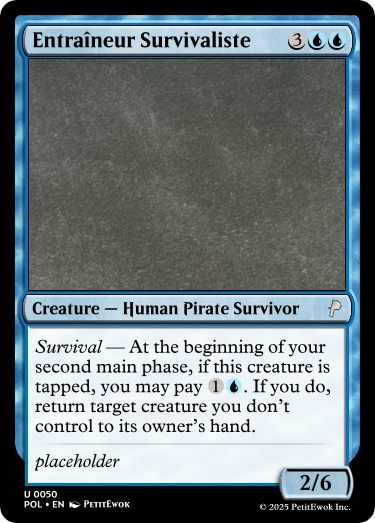 Entraîneur Survivaliste 3
Creature — Human Pirate Survivor
Survival — At the beginning of your
second main phase, if this creature is
tapped, you may pay 1. If you do,
return target creature you don't
control to its owner's hand.
placeholder
2/6
U 0050
POL • EN PETITEWOK
© 2025 PetitEwok Inc.